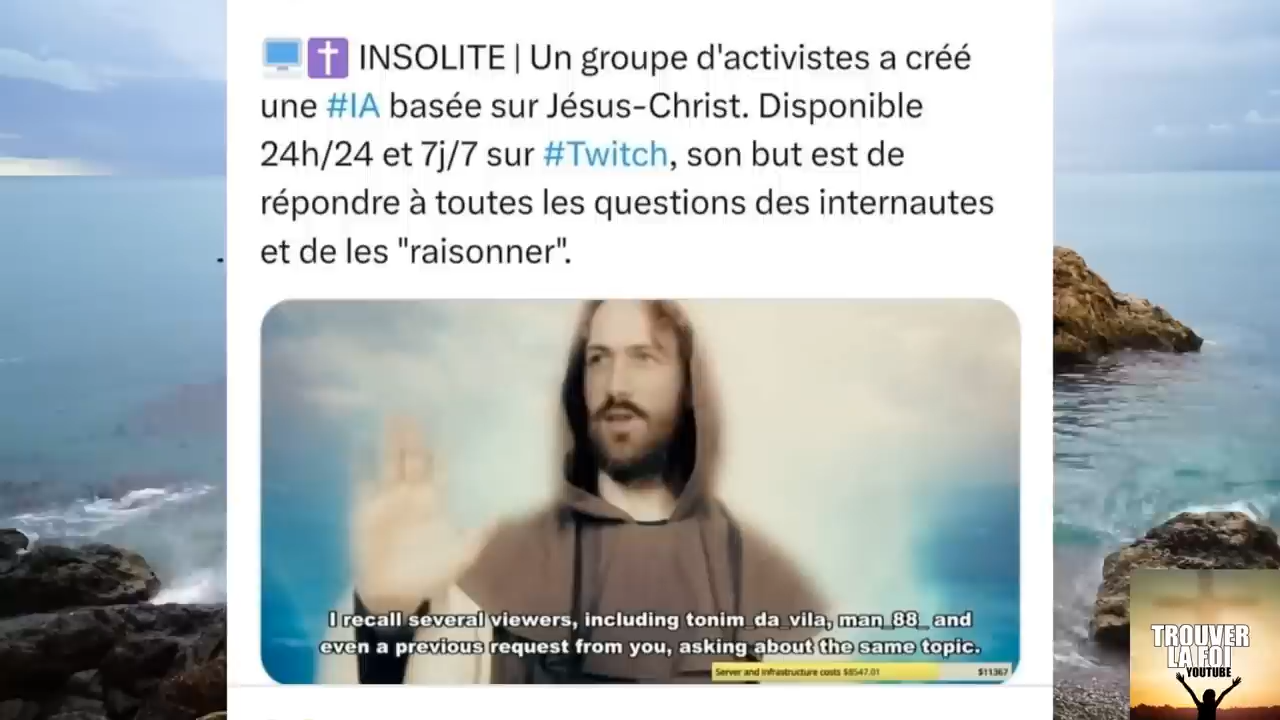 INSOLITE | Un groupe d'activistes a créé
une #IA basée sur Jésus-Christ. Disponible
24h/24 et 7j/7 sur #Twitch, son but est de
répondre à toutes les questions des internautes
et de les "raisonner".
I recall several viewers, including tonim_da_vila, man_88_ and
even a previous request from you, asking about the same topic.
Server and Infrastructure costs $8547.01 $11367
TROUVER
LA FOI
YOUTUBE